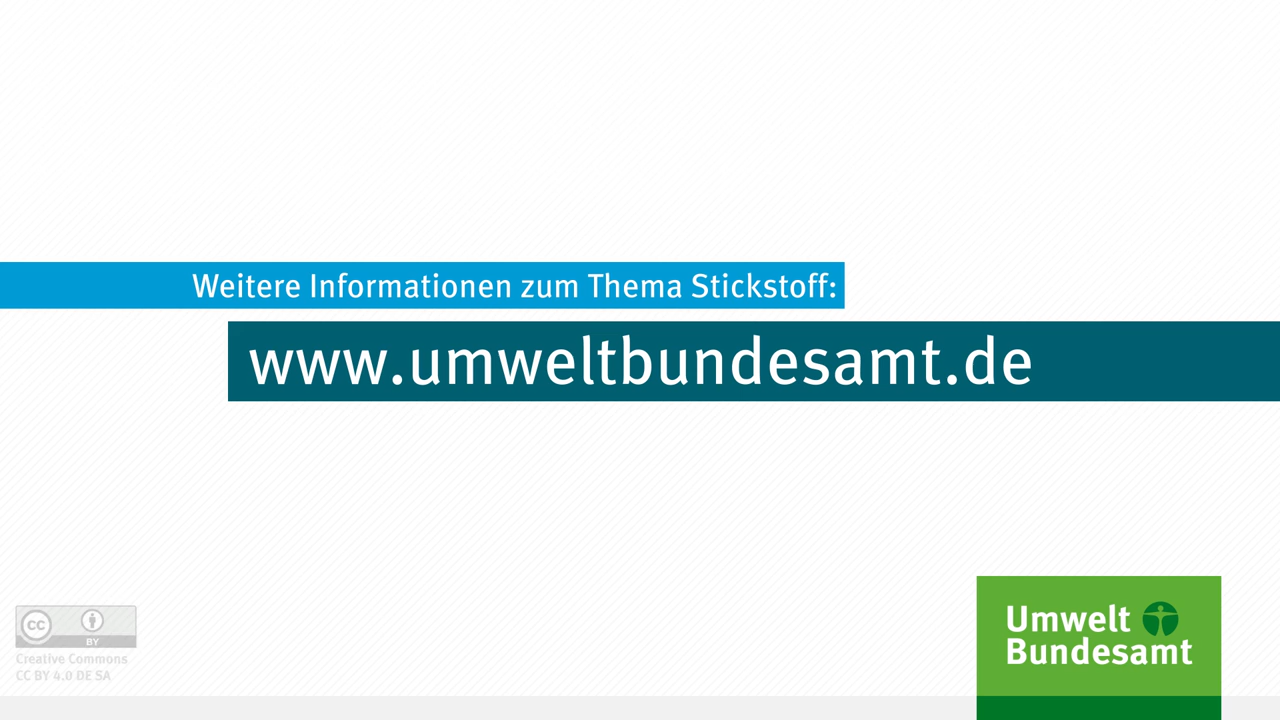 Weitere Informationen zum Thema Stickstoff:
www.umweltbundesamt.de
cc
BY
Creative Commons
CC BY 4.0 DE SA
Umwelt
Bundesamt